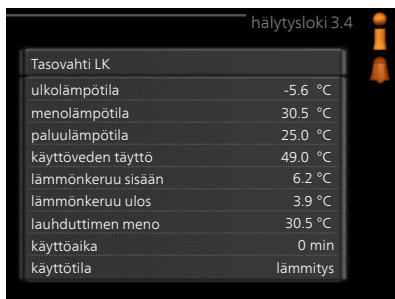 hälytysloki 3.4
Tasovahti LK
ulkolämpötila -5.6 °C
menolämpötila 30.5 °C
paluulämpötila 25.0 °C
käyttöveden täyttö 49.0 °C
lämmönkeruu sisään 6.2 °C
lämmönkeruu ulos 3.9 °C
lauhduttimen meno 30.5 °C
käyttöaika 0 min
käyttötila lämmitys